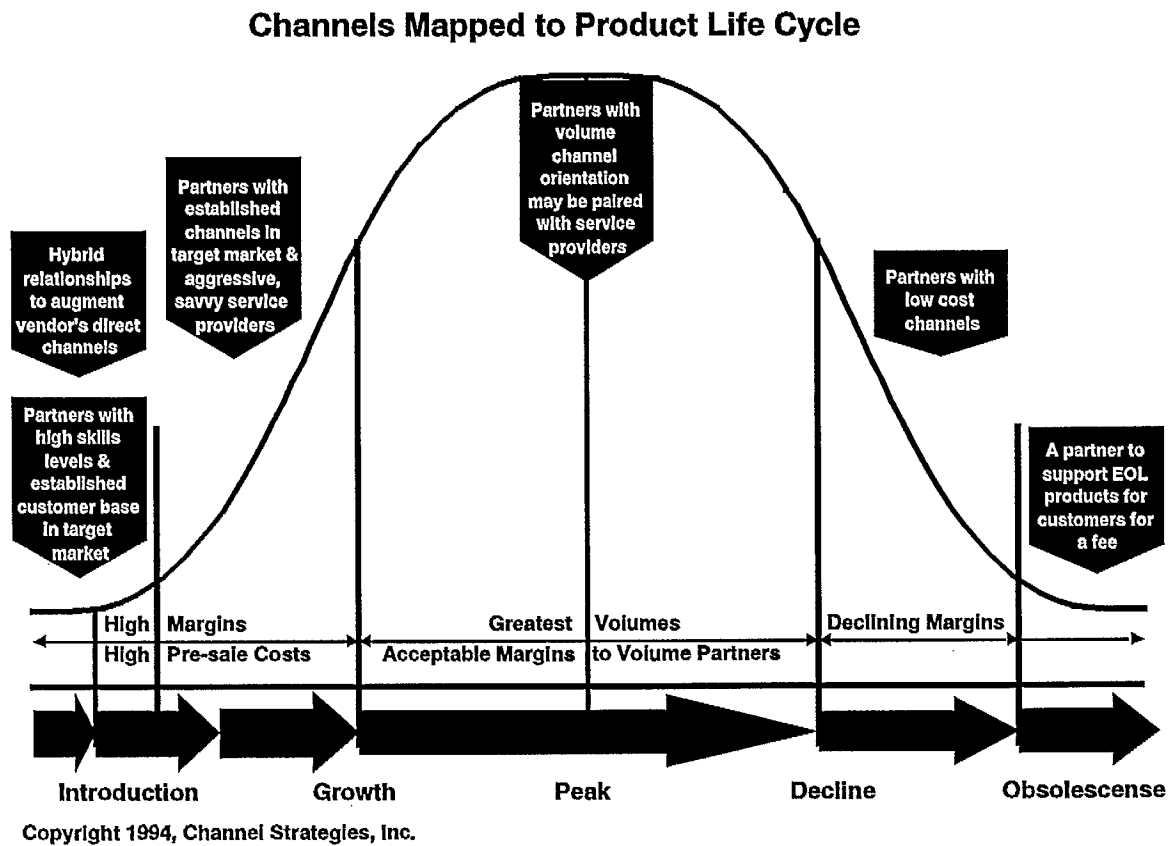 Channels Mapped to Product Life Cycle
Hybrid
relationships
to augment
vendor's direct
channels
Partners with
high skills
levels &
established
customer base
in target
market
Partners with
established
channels in
target market &
aggressive,
savvy service
providers
Partners with
volume
channel
orientation
may be paired
with service
providers
Partners with
low cost
channels
A partner to
support EOL
products for
customers for
a fee
High Margins
High Pre-sale Costs
Greatest Volumes
Acceptable Margins to Volume Partners
Declining Margins
Introduction
Growth
Peak
Decline
Obsolescense
Copyright 1994, Channel Strategies, Inc.